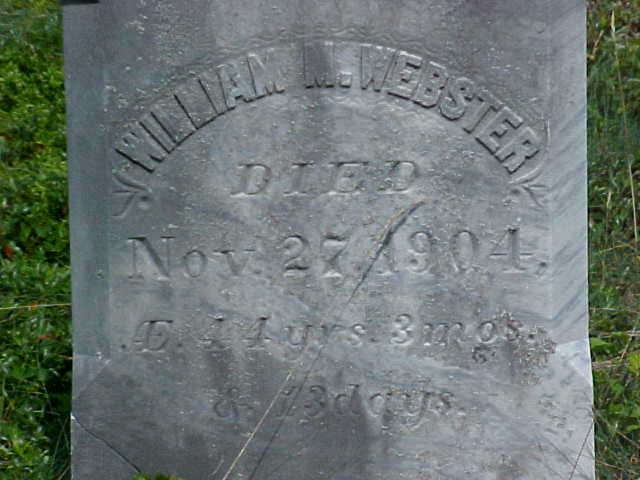 WILLIAM M. WEBSTER
DIED
Nov. 27, 1904,
Æ. 44 yrs. 3 mos.
& 13 days.